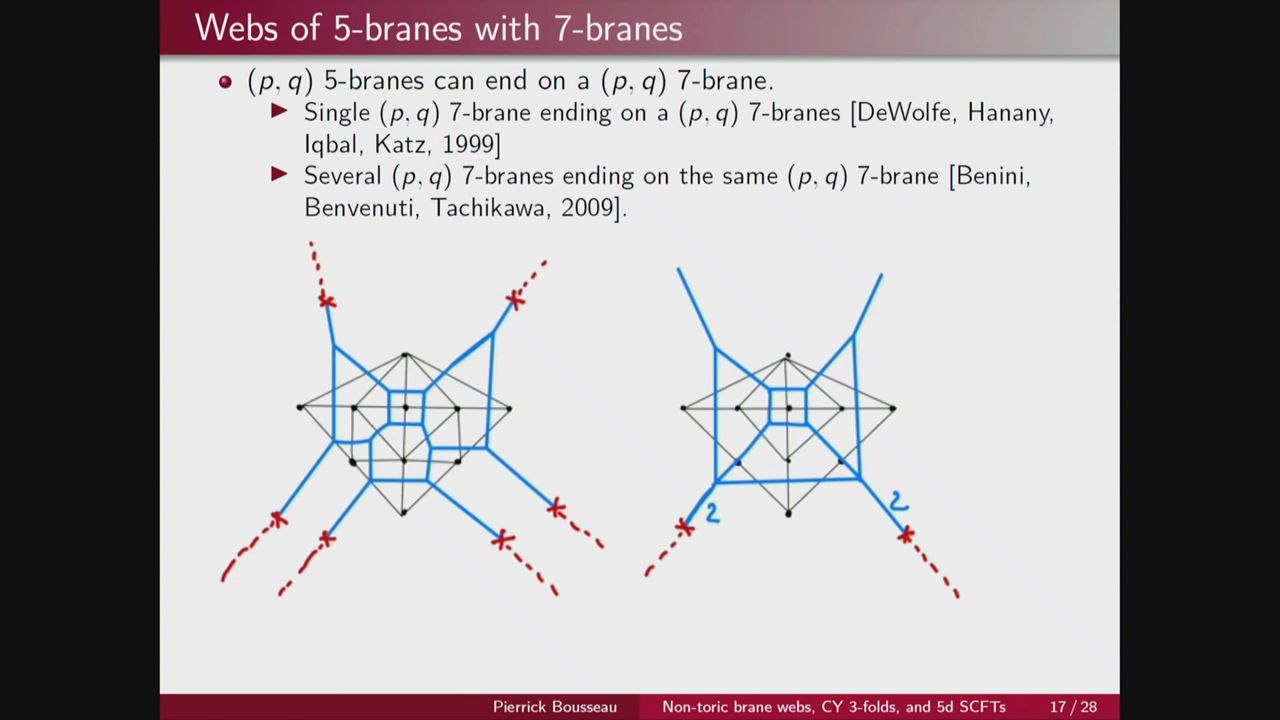 Webs of 5-branes with 7-branes
(p, q) 5-branes can end on a (p, q) 7-brane.
Single (p, q) 7-brane ending on a (p, q) 7-branes [DeWolfe, Hanany,
Iqbal, Katz, 1999]
Several (p, q) 7-branes ending on the same (p, q) 7-brane [Benini,
Benvenuti, Tachikawa, 2009].
2 2
Pierrick Bousseau Non-toric brane webs, CY 3-folds, and 5d SCFTs 17 / 28